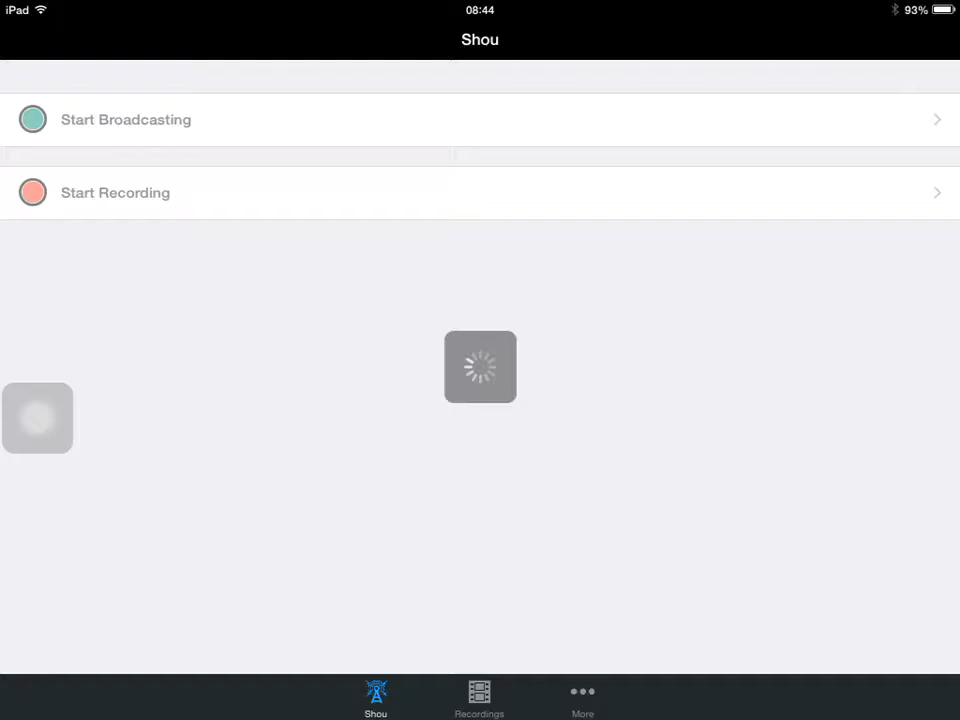 iPad 08:44 93%
Shou
Start Broadcasting
Start Recording
Shou Recordings More